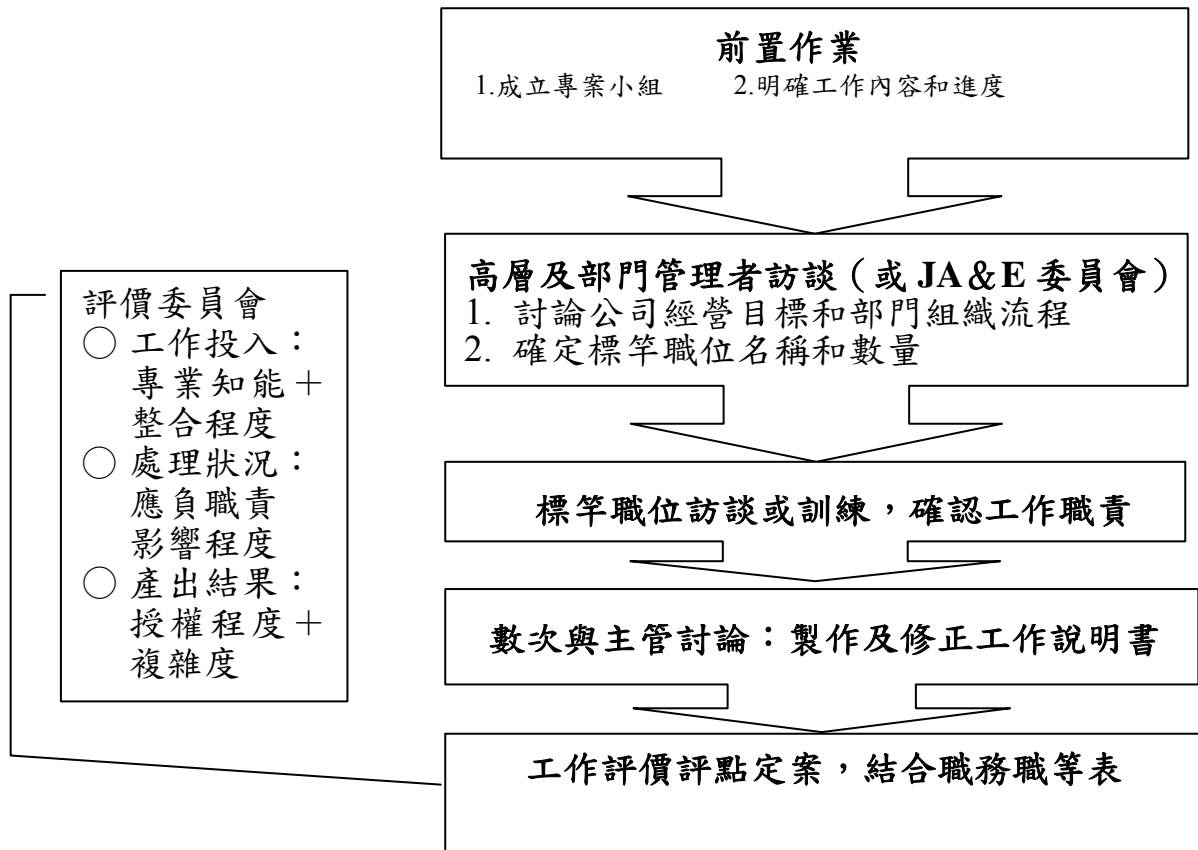 前置作業
1.成立專案小組 2.明確工作內容和進度
高層及部門管理者訪談（或 JA＆E 委員會）
1. 討論公司經營目標和部門組織流程
2. 確定標竿職位名稱和數量
評價委員會
○ 工作投入：
專業知能＋
整合程度
○ 處理狀況：
應負職責
影響程度
○ 產出結果：
授權程度＋
複雜度
標竿職位訪談或訓練，確認工作職責
數次與主管討論：製作及修正工作說明書
工作評價評點定案，結合職務職等表